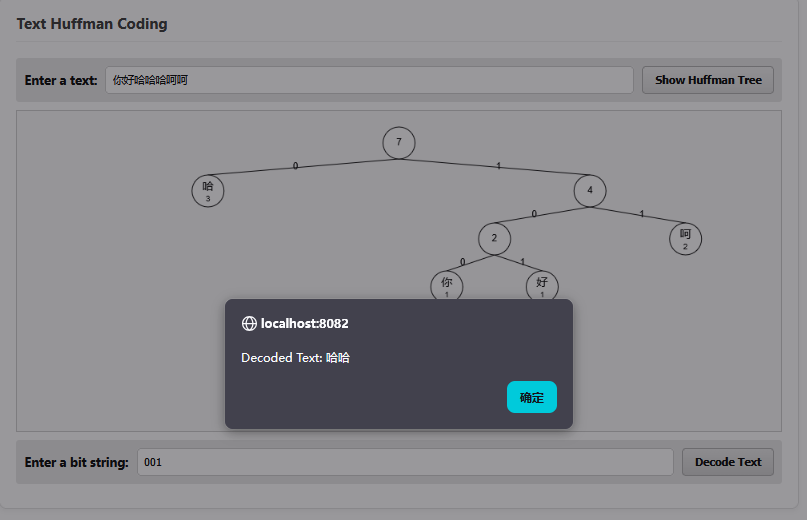 Text Huffman Coding
Enter a text: 你好哈哈哈呵呵 Show Huffman Tree
7
0 1
哈
3
4
0 1
2
呵
2
0 1
你
1
好
1
localhost:8082
Decoded Text: 哈哈
确定
Enter a bit string: 001 Decode Text